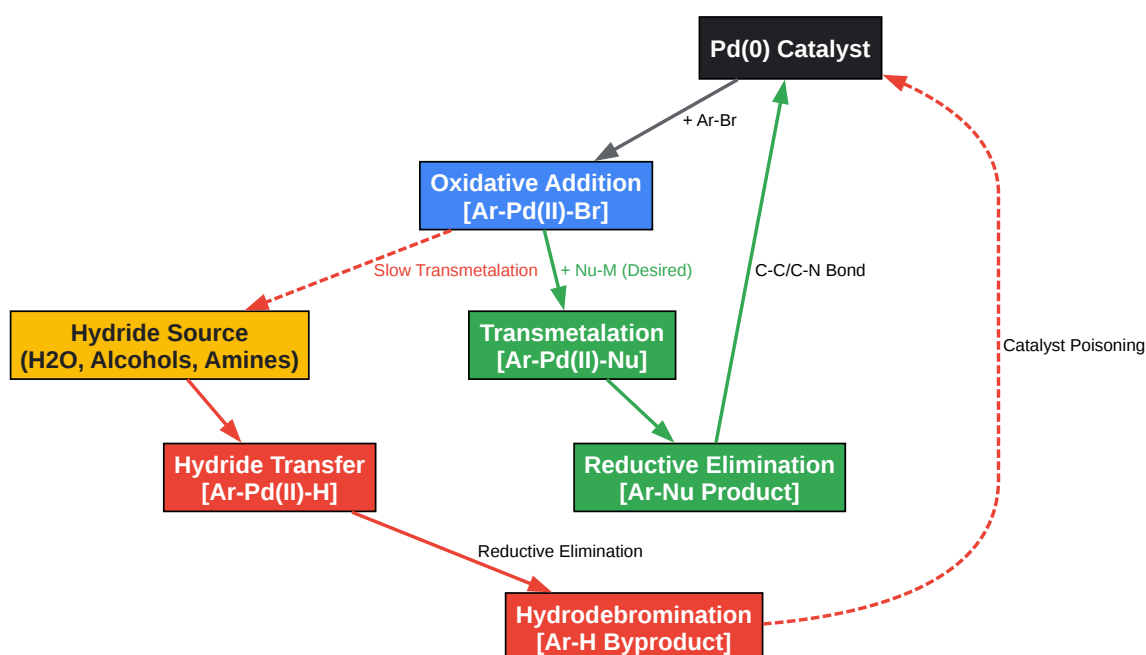 Pd(0) Catalyst
+ Ar-Br
Oxidative Addition
[Ar-Pd(II)-Br]
Slow Transmetalation
+ Nu-M (Desired)
C-C/C-N Bond
Hydride Source
(H2O, Alcohols, Amines)
Transmetalation
[Ar-Pd(II)-Nu]
Catalyst Poisoning
Hydride Transfer
[Ar-Pd(II)-H]
Reductive Elimination
[Ar-Nu Product]
Reductive Elimination
Hydrodebromination
[Ar-H Byproduct]